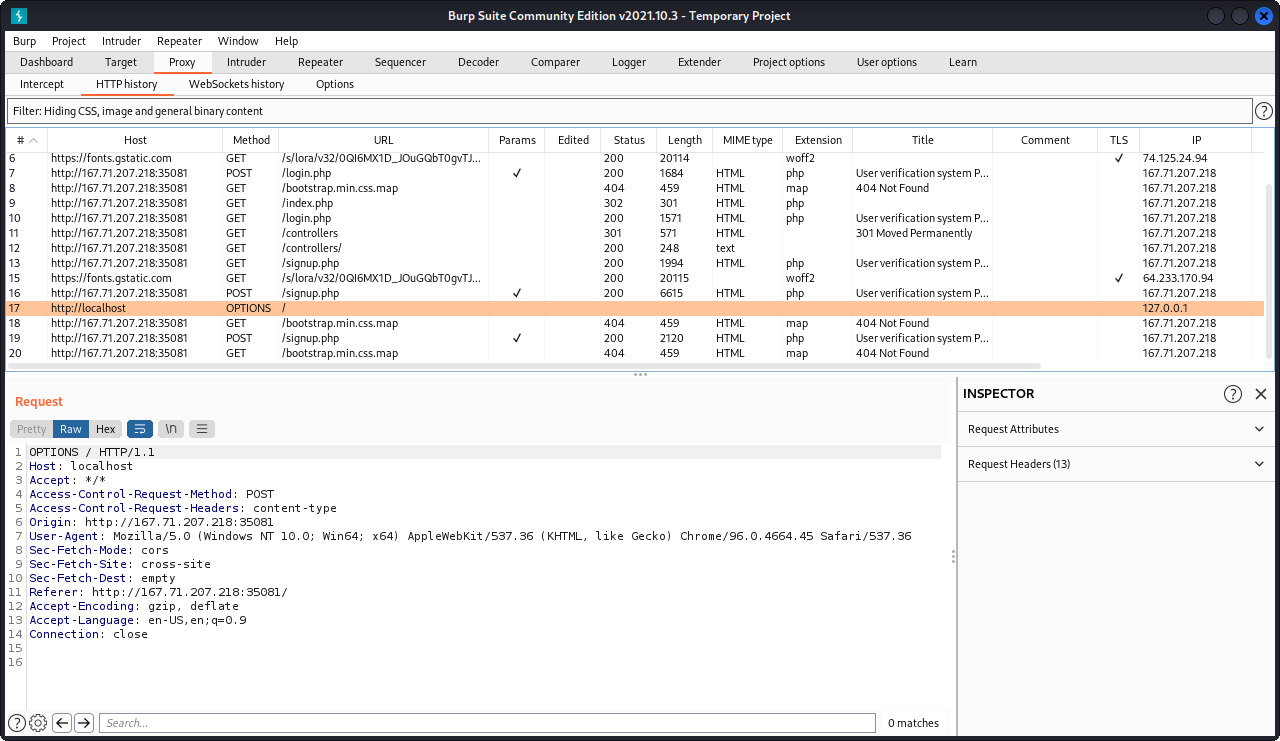 Burp Suite Community Edition v2021.10.3 - Temporary Project
Burp Project Intruder Repeater Window Help
Dashboard Target Proxy Intruder Repeater Sequencer Decoder Comparer Logger Extender Project options User options Learn
Intercept HTTP history WebSockets history Options
Filter: Hiding CSS, image and general binary content ?
# Host Method URL Params Edited Status Length MIME type Extension Title Comment TLS IP
6 https://fonts.gstatic.com GET /s/lora/v32/0QI6MX1D_JOuGQbT0gvTJ... 200 20114 woff2 ✓ 74.125.24.94
7 http://167.71.207.218:35081 POST /login.php ✓ 200 1684 HTML php User verification system P... 167.71.207.218
8 http://167.71.207.218:35081 GET /bootstrap.min.css.map 404 459 HTML map 404 Not Found 167.71.207.218
9 http://167.71.207.218:35081 GET /index.php 302 301 HTML php 167.71.207.218
10 http://167.71.207.218:35081 GET /login.php 200 1571 HTML php User verification system P... 167.71.207.218
11 http://167.71.207.218:35081 GET /controllers 301 571 HTML 301 Moved Permanently 167.71.207.218
12 http://167.71.207.218:35081 GET /controllers/ 200 248 text 167.71.207.218
13 http://167.71.207.218:35081 GET /signup.php 200 1994 HTML php User verification system P... 167.71.207.218
15 https://fonts.gstatic.com GET /s/lora/v32/0QI6MX1D_JOuGQbT0gvTJ... 200 20115 woff2 ✓ 64.233.170.94
16 http://167.71.207.218:35081 POST /signup.php ✓ 200 6615 HTML php User verification system P... 167.71.207.218
17 http://localhost OPTIONS / 127.0.0.1
18 http://167.71.207.218:35081 GET /bootstrap.min.css.map 404 459 HTML map 404 Not Found 167.71.207.218
19 http://167.71.207.218:35081 POST /signup.php ✓ 200 2120 HTML php User verification system P... 167.71.207.218
20 http://167.71.207.218:35081 GET /bootstrap.min.css.map 404 459 HTML map 404 Not Found 167.71.207.218
Request
Pretty Raw Hex \n
1 OPTIONS / HTTP/1.1
2 Host: localhost
3 Accept: */*
4 Access-Control-Request-Method: POST
5 Access-Control-Request-Headers: content-type
6 Origin: http://167.71.207.218:35081
7 User-Agent: Mozilla/5.0 (Windows NT 10.0; Win64; x64) AppleWebKit/537.36 (KHTML, like Gecko) Chrome/96.0.4664.45 Safari/537.36
8 Sec-Fetch-Mode: cors
9 Sec-Fetch-Site: cross-site
10 Sec-Fetch-Dest: empty
11 Referer: http://167.71.207.218:35081/
12 Accept-Encoding: gzip, deflate
13 Accept-Language: en-US,en;q=0.9
14 Connection: close
15
16
? Search... 0 matches
INSPECTOR ?
Request Attributes
Request Headers (13)